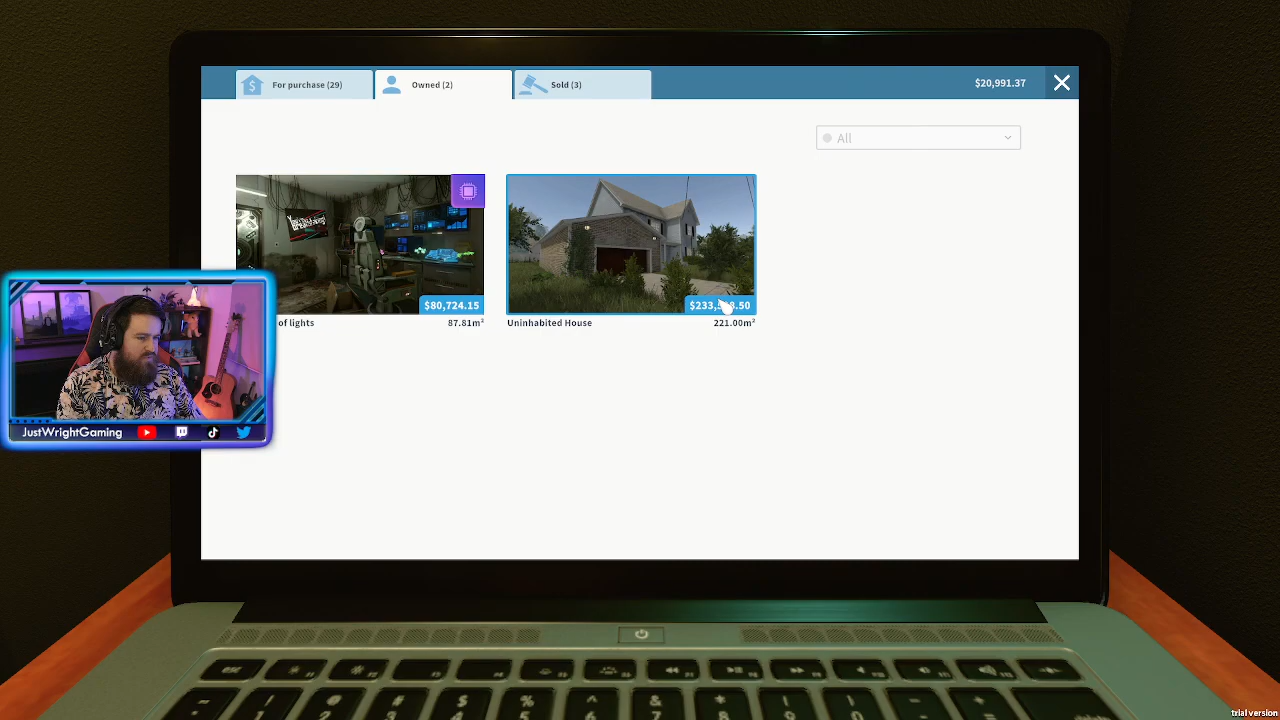 For purchase (29)
Owned (2)
Sold (3)
$20,991.37
All
$80,724.15
of lights
87.81m²
Uninhabited House
221.00m²
JustWrightGaming
trial version